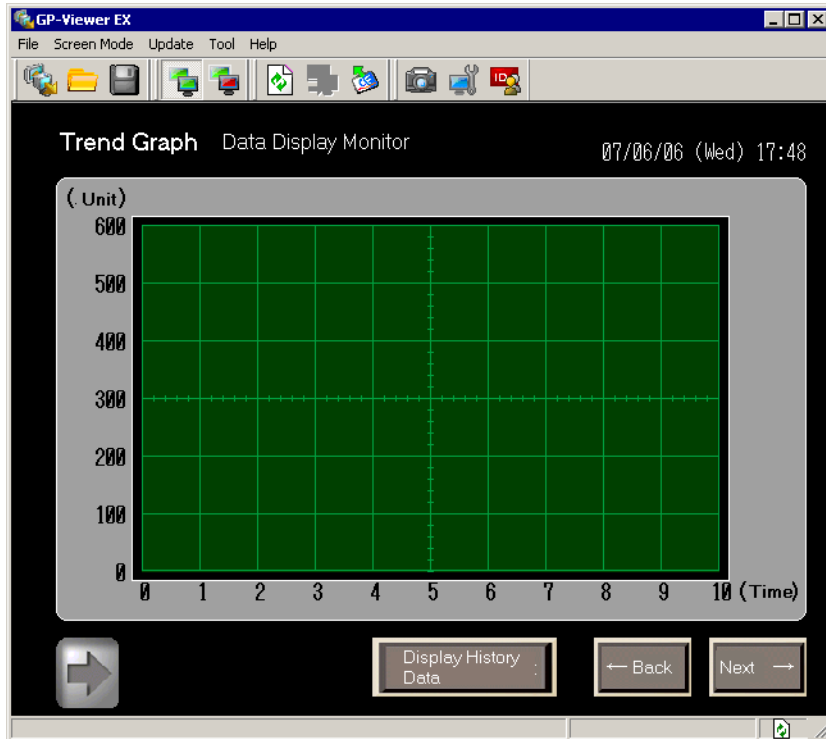 GP-Viewer EX
File Screen Mode Update Tool Help
ID
Trend Graph Data Display Monitor
07/06/06 (Wed) 17:48
(. Unit)
600
500
400
300
200
100
0
0 1 2 3 4 5 6 7 8 9 10 (Time)
Display History :
Data
← Back
Next →